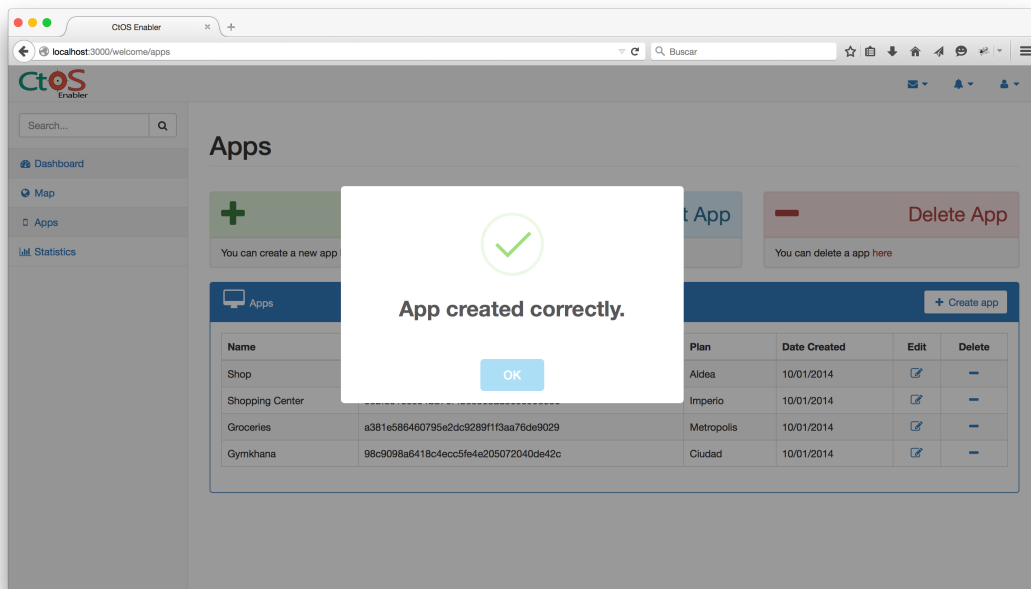 CtOS Enabler
localhost:3000/welcome/apps
Buscar
CtOS
Enabler
Search...
Dashboard
Map
Apps
Statistics
Apps
You can create a new app
t App
Delete App
You can delete a app here
App created correctly.
OK
Apps
+ Create app
Name Plan Date Created Edit Delete
Shop Aldea 10/01/2014
Shopping Center Imperio 10/01/2014
Groceries a381e586460795e2dc9289f1f3aa76de9029 Metropolis 10/01/2014
Gymkhana 98c9098a6418c4ecc5fe4e205072040de42c Ciudad 10/01/2014